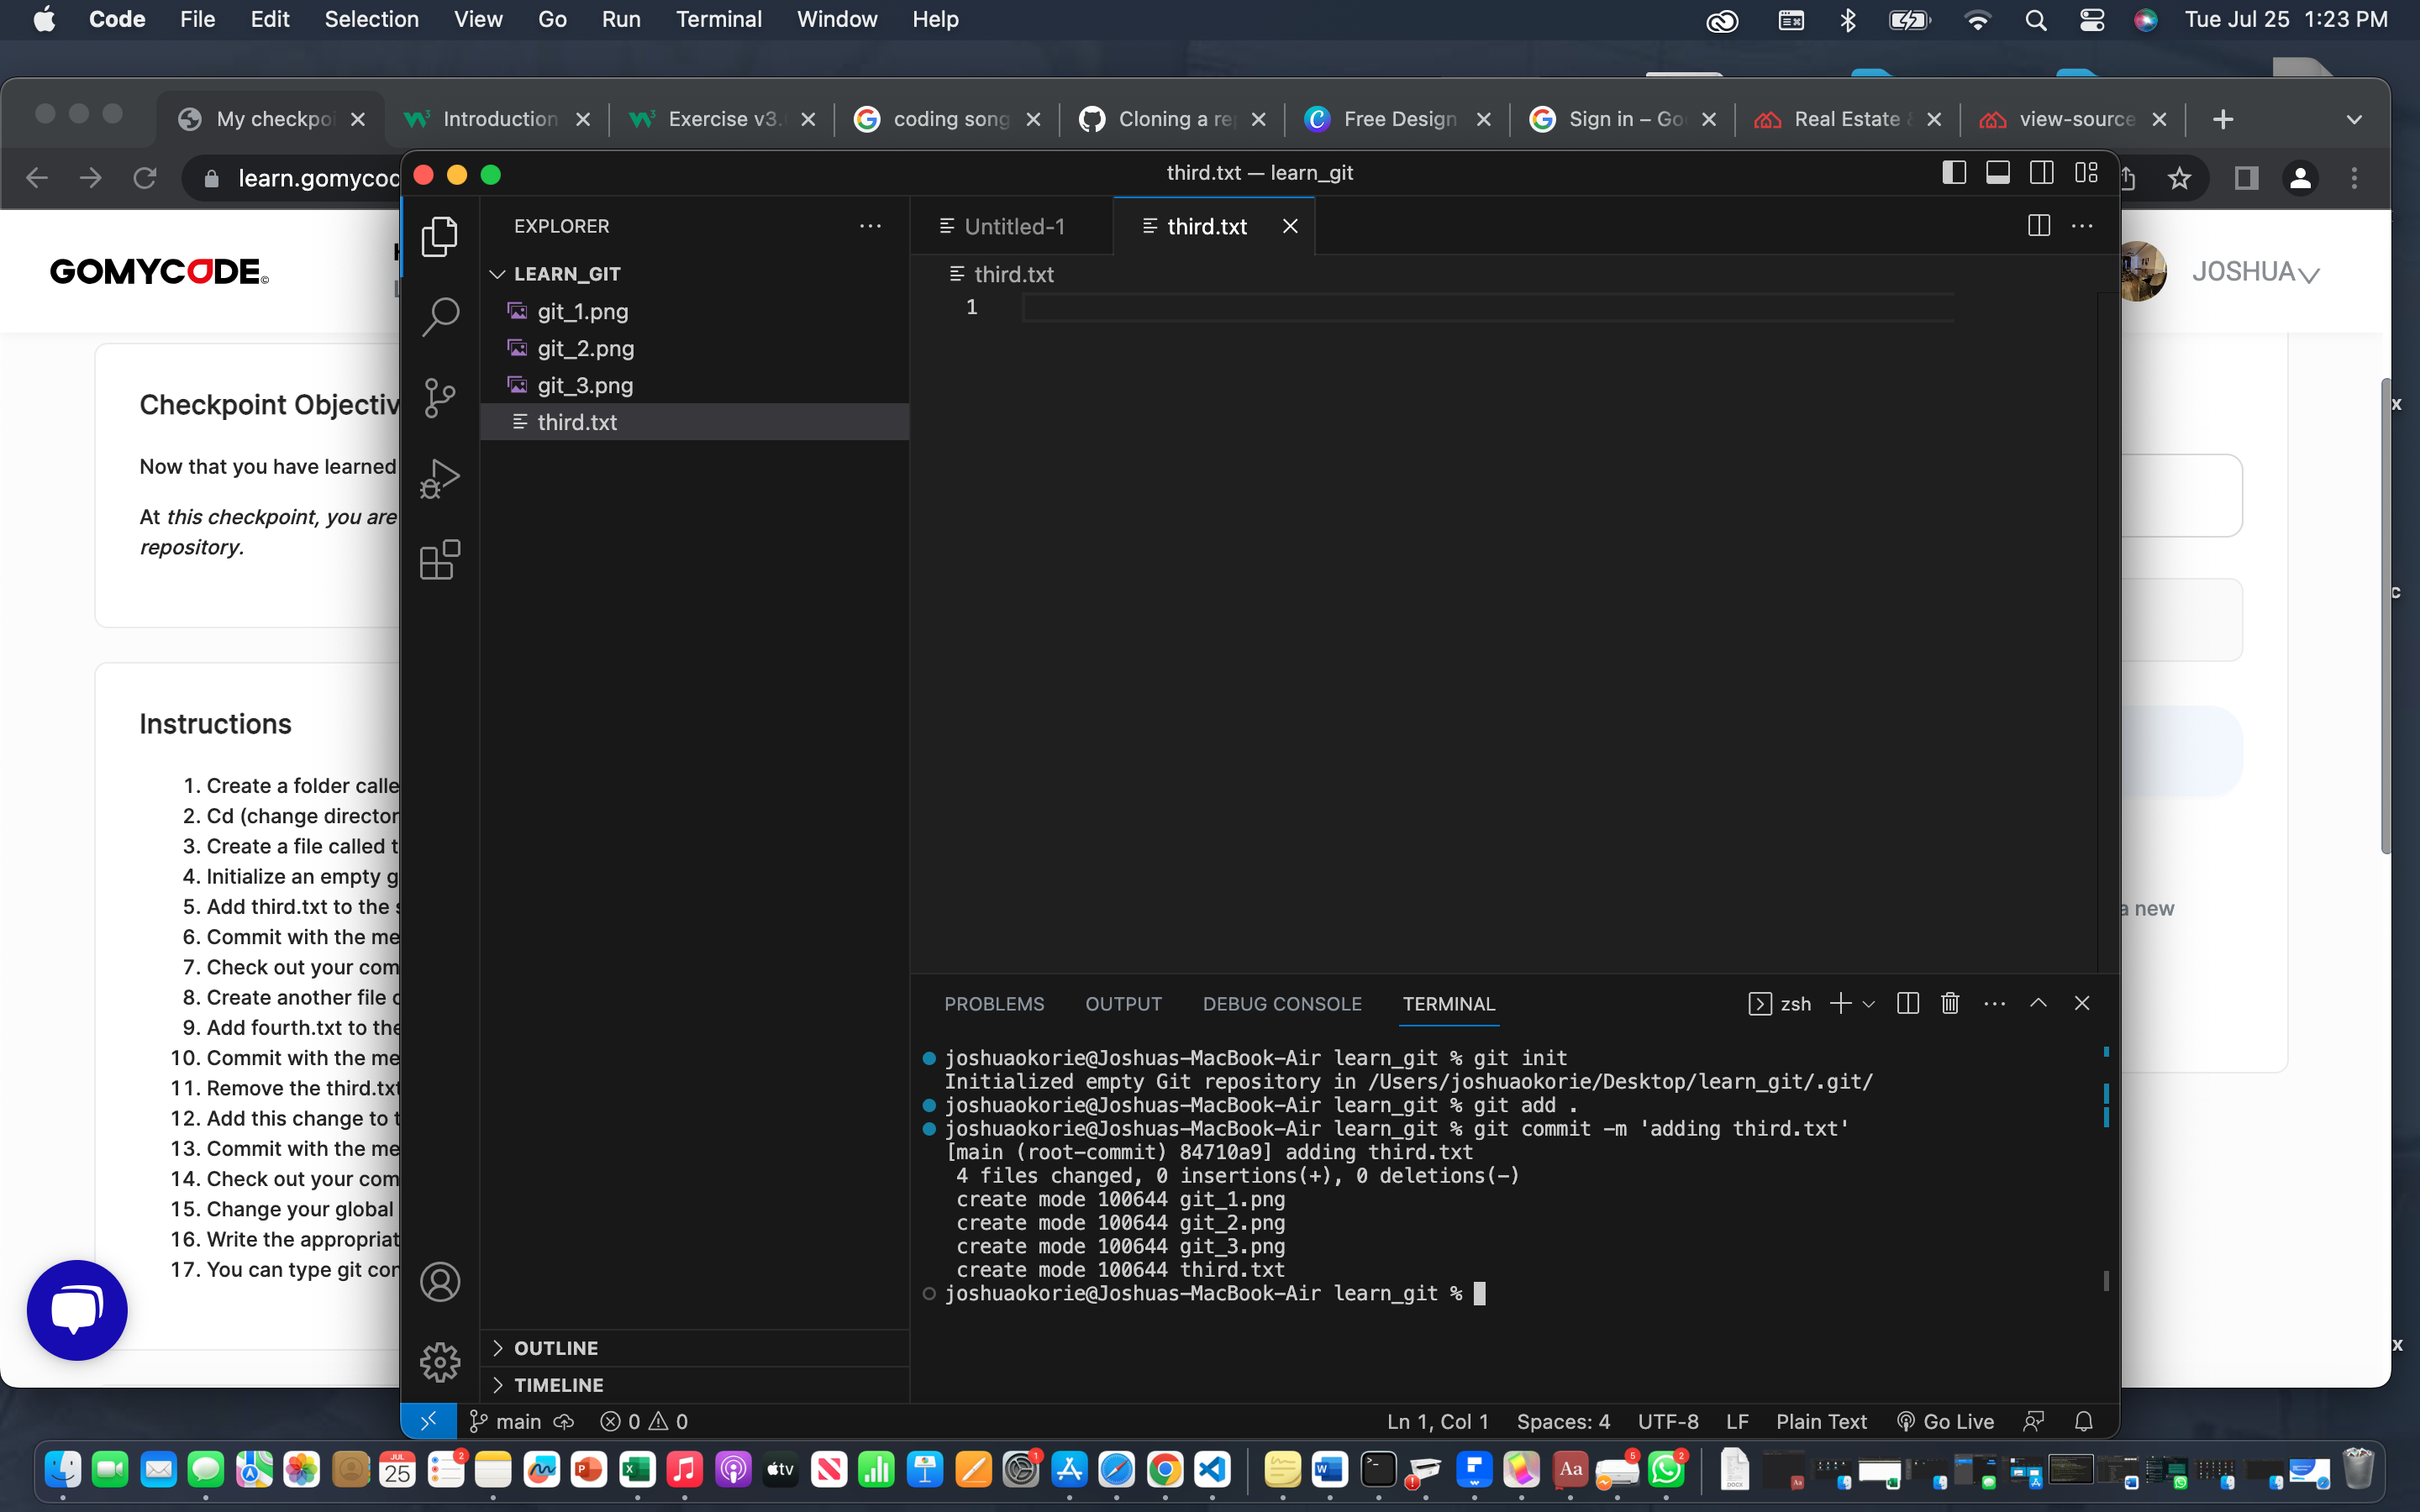 Code File Edit Selection View Go Run Terminal Window Help Tue Jul 25 1:23 PM
My checkpoi Introduction Exercise v3. coding song Cloning a re Free Design Sign in – Go Real Estate view-source
learn.gomycod
third.txt — learn_git
GOMYCODE©
JOSHUA
EXPLORER
LEARN_GIT
git_1.png
git_2.png
git_3.png
third.txt
Untitled-1
third.txt
third.txt
1
Checkpoint Objectiv
Now that you have learned
At this checkpoint, you are
repository.
Instructions
1. Create a folder calle
2. Cd (change director
3. Create a file called t
4. Initialize an empty g
5. Add third.txt to the s
6. Commit with the me
7. Check out your com
8. Create another file c
9. Add fourth.txt to the
10. Commit with the me
11. Remove the third.txt
12. Add this change to t
13. Commit with the me
14. Check out your com
15. Change your global
16. Write the appropriat
17. You can type git con
a new
x
c
x
PROBLEMS OUTPUT DEBUG CONSOLE TERMINAL
zsh
joshuaokorie@Joshuas-MacBook-Air learn_git % git init
Initialized empty Git repository in /Users/joshuaokorie/Desktop/learn_git/.git/
joshuaokorie@Joshuas-MacBook-Air learn_git % git add .
joshuaokorie@Joshuas-MacBook-Air learn_git % git commit -m 'adding third.txt'
[main (root-commit) 84710a9] adding third.txt
4 files changed, 0 insertions(+), 0 deletions(-)
create mode 100644 git_1.png
create mode 100644 git_2.png
create mode 100644 git_3.png
create mode 100644 third.txt
joshuaokorie@Joshuas-MacBook-Air learn_git %
OUTLINE
TIMELINE
main 0 0
Ln 1, Col 1 Spaces: 4 UTF-8 LF Plain Text Go Live
JUL
25
2
tv
1
Aa
5
2
DOCX